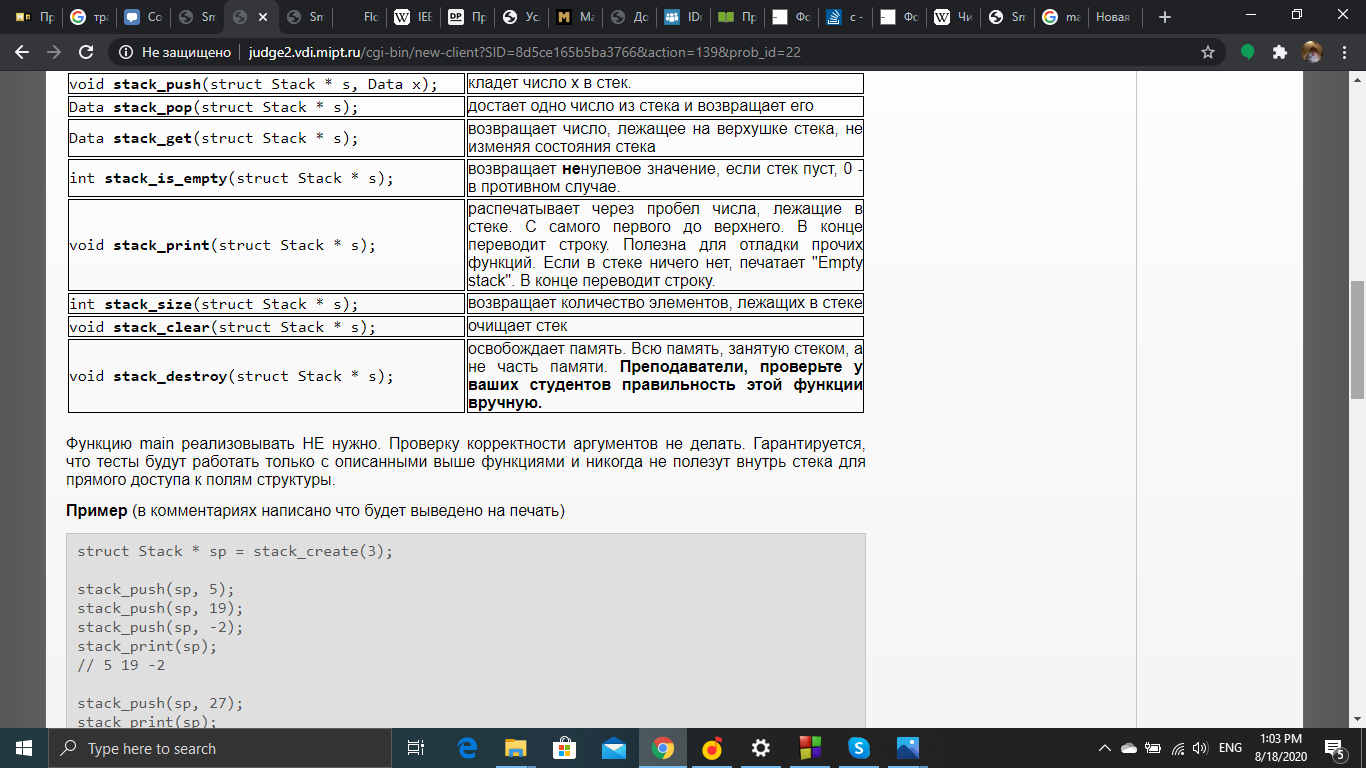 Пр
тра
Co
Sn
Sn
Flo
IEE
Пр
Усл
Ма
До
IDi
Пр
Фо
c -
Фо
Чи
Sn
ma
Новая
Не защищено
judge2.vdi.mipt.ru/cgi-bin/new-client?SID=8d5ce165b5ba3766&action=139&prob_id=22
void stack_push(struct Stack * s, Data x);
кладет число x в стек.
Data stack_pop(struct Stack * s);
достает одно число из стека и возвращает его
Data stack_get(struct Stack * s);
возвращает число, лежащее на верхушке стека, не
изменяя состояния стека
int stack_is_empty(struct Stack * s);
возвращает ненулевое значение, если стек пуст, 0 -
в противном случае.
void stack_print(struct Stack * s);
распечатывает через пробел числа, лежащие в
стеке. С самого первого до верхнего. В конце
переводит строку. Полезна для отладки прочих
функций. Если в стеке ничего нет, печатает "Empty
stack". В конце переводит строку.
int stack_size(struct Stack * s);
возвращает количество элементов, лежащих в стеке
void stack_clear(struct Stack * s);
очищает стек
void stack_destroy(struct Stack * s);
освобождает память. Всю память, занятую стеком, а
не часть памяти. Преподаватели, проверьте у
ваших студентов правильность этой функции
вручную.
Функцию main реализовывать НЕ нужно. Проверку корректности аргументов не делать. Гарантируется,
что тесты будут работать только с описанными выше функциями и никогда не полезут внутрь стека для
прямого доступа к полям структуры.
Пример (в комментариях написано что будет выведено на печать)
struct Stack * sp = stack_create(3);
stack_push(sp, 5);
stack_push(sp, 19);
stack_push(sp, -2);
stack_print(sp);
// 5 19 -2
stack_push(sp, 27);
stack_print(sp);
Type here to search
ENG
1:03 PM
8/18/2020
5